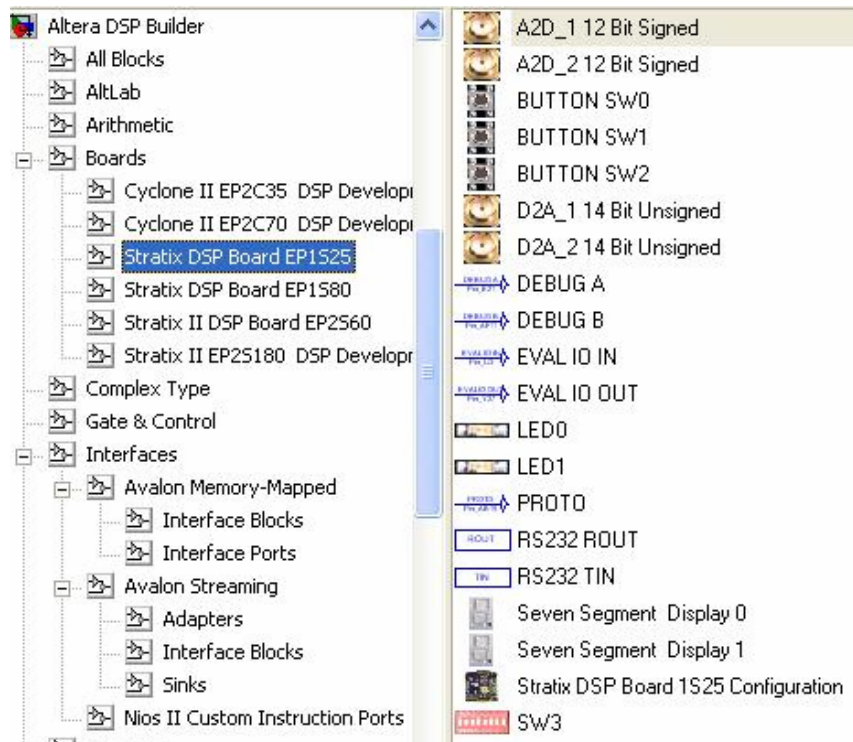 Altera DSP Builder
All Blocks
AltLab
Arithmetic
Boards
Cyclone II EP2C35 DSP Develop
Cyclone II EP2C70 DSP Develop
Stratix DSP Board EP1S25
Stratix DSP Board EP1S80
Stratix II DSP Board EP2S60
Stratix II EP2S180 DSP Develop
Complex Type
Gate & Control
Interfaces
Avalon Memory-Mapped
Interface Blocks
Interface Ports
Avalon Streaming
Adapters
Interface Blocks
Sinks
Nios II Custom Instruction Ports
A2D_1 12 Bit Signed
A2D_2 12 Bit Signed
BUTTON SW0
BUTTON SW1
BUTTON SW2
D2A_1 14 Bit Unsigned
D2A_2 14 Bit Unsigned
DEBUG A
DEBUG B
EVAL IO IN
EVAL IO OUT
LED0
LED1
PROTO
ROUT RS232 ROUT
TIN RS232 TIN
Seven Segment Display 0
Seven Segment Display 1
Stratix DSP Board 1S25 Configuration
SW3